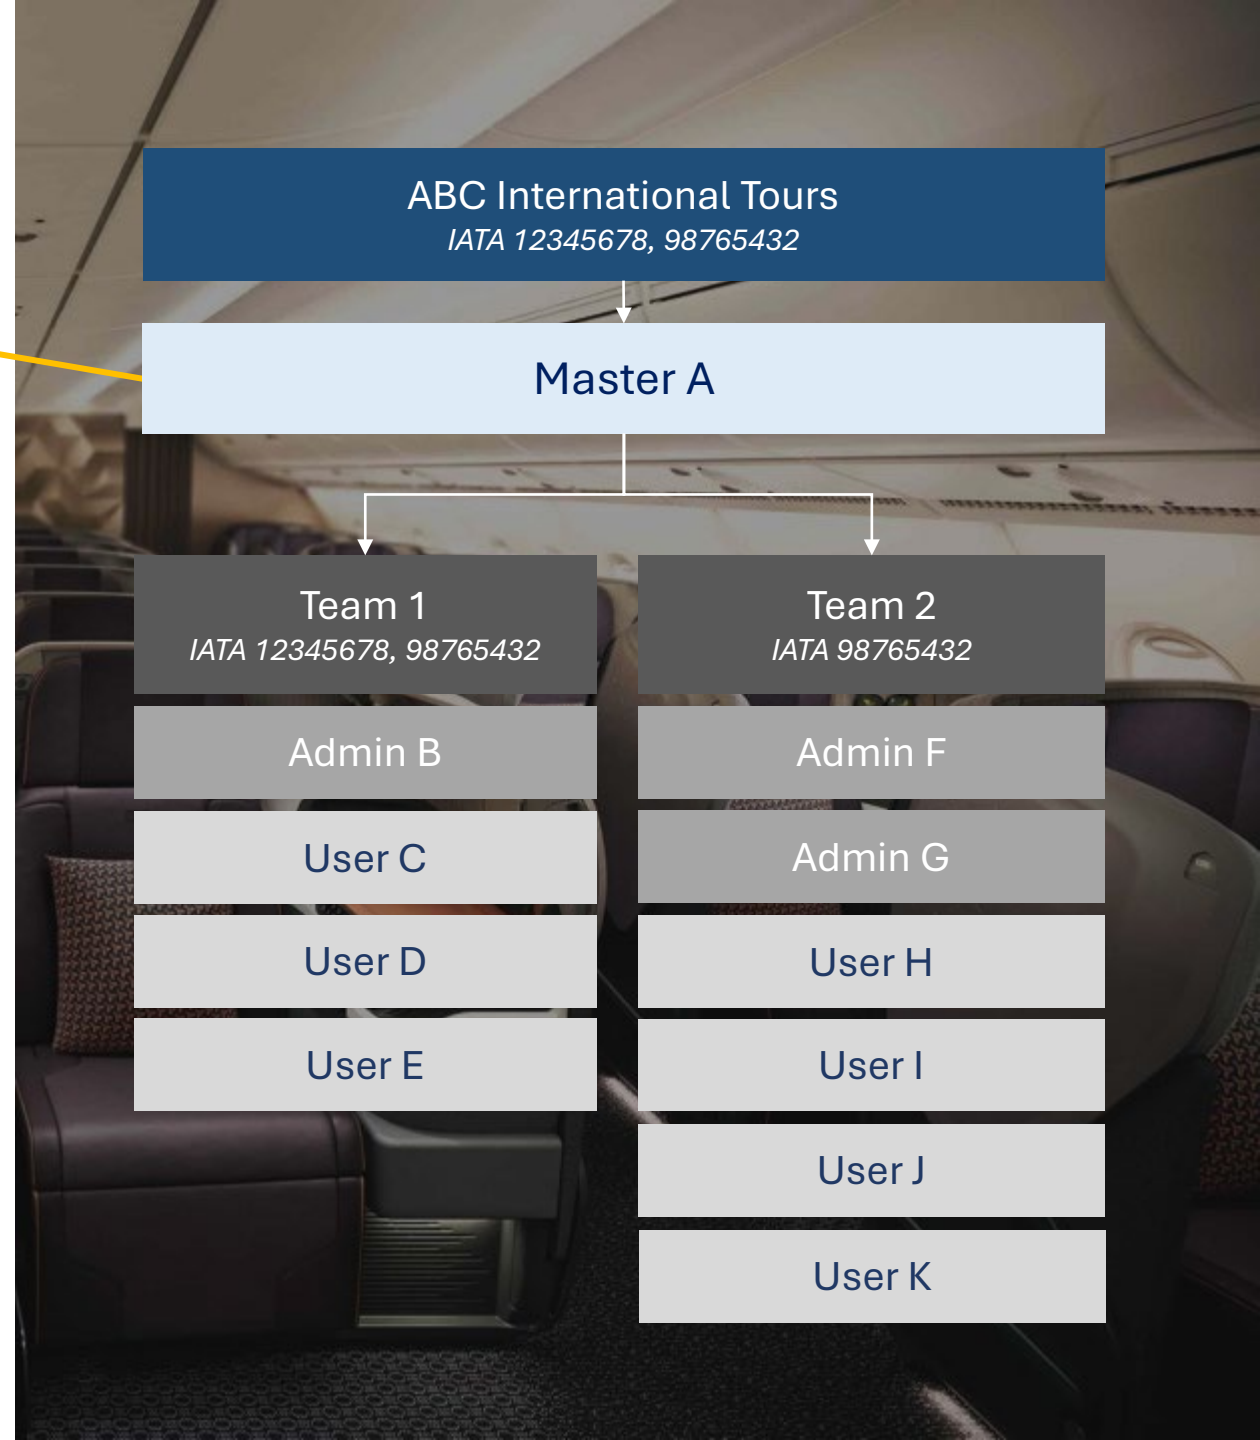 ABC International Tours
IATA 12345678, 98765432
Master A
Team 1
IATA 12345678, 98765432
Admin B
User C
User D
User E
Team 2
IATA 98765432
Admin F
Admin G
User H
User I
User J
User K